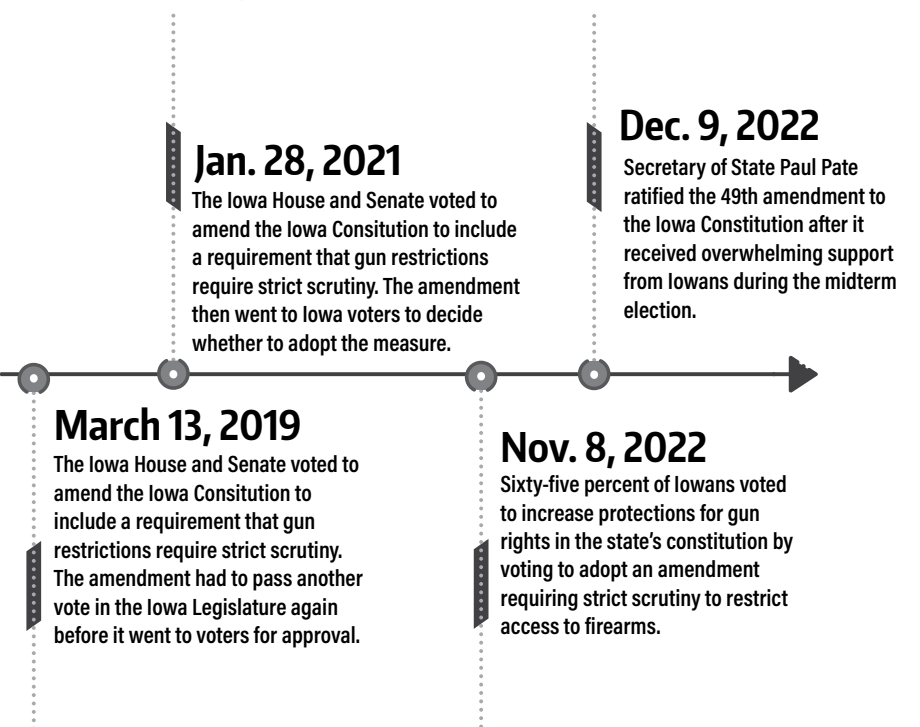 Jan. 28, 2021
The Iowa House and Senate voted to
amend the Iowa Consitution to include
a requirement that gun restrictions
require strict scrutiny. The amendment
then went to Iowa voters to decide
whether to adopt the measure.
Dec. 9, 2022
Secretary of State Paul Pate
ratified the 49th amendment to
the Iowa Constitution after it
received overwhelming support
from Iowans during the midterm
election.
March 13, 2019
The Iowa House and Senate voted to
amend the Iowa Consitution to
include a requirement that gun
restrictions require strict scrutiny.
The amendment had to pass another
vote in the Iowa Legislature again
before it went to voters for approval.
Nov. 8, 2022
Sixty-five percent of Iowans voted
to increase protections for gun
rights in the state’s constitution by
voting to adopt an amendment
requiring strict scrutiny to restrict
access to firearms.